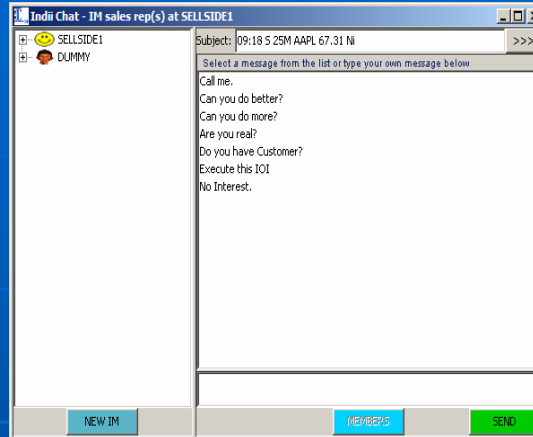 Indii Chat - IM sales rep(s) at SELLSIDE1
SELLSIDE1
DUMMY
Subject: 09:18 S 25M AAPL 67.31 Ni
>>>
Select a message from the list or type your own message below
Call me.
Can you do better?
Can you do more?
Are you real?
Do you have Customer?
Execute this IOI
No Interest.
NEW IM
MEMBERS
SEND